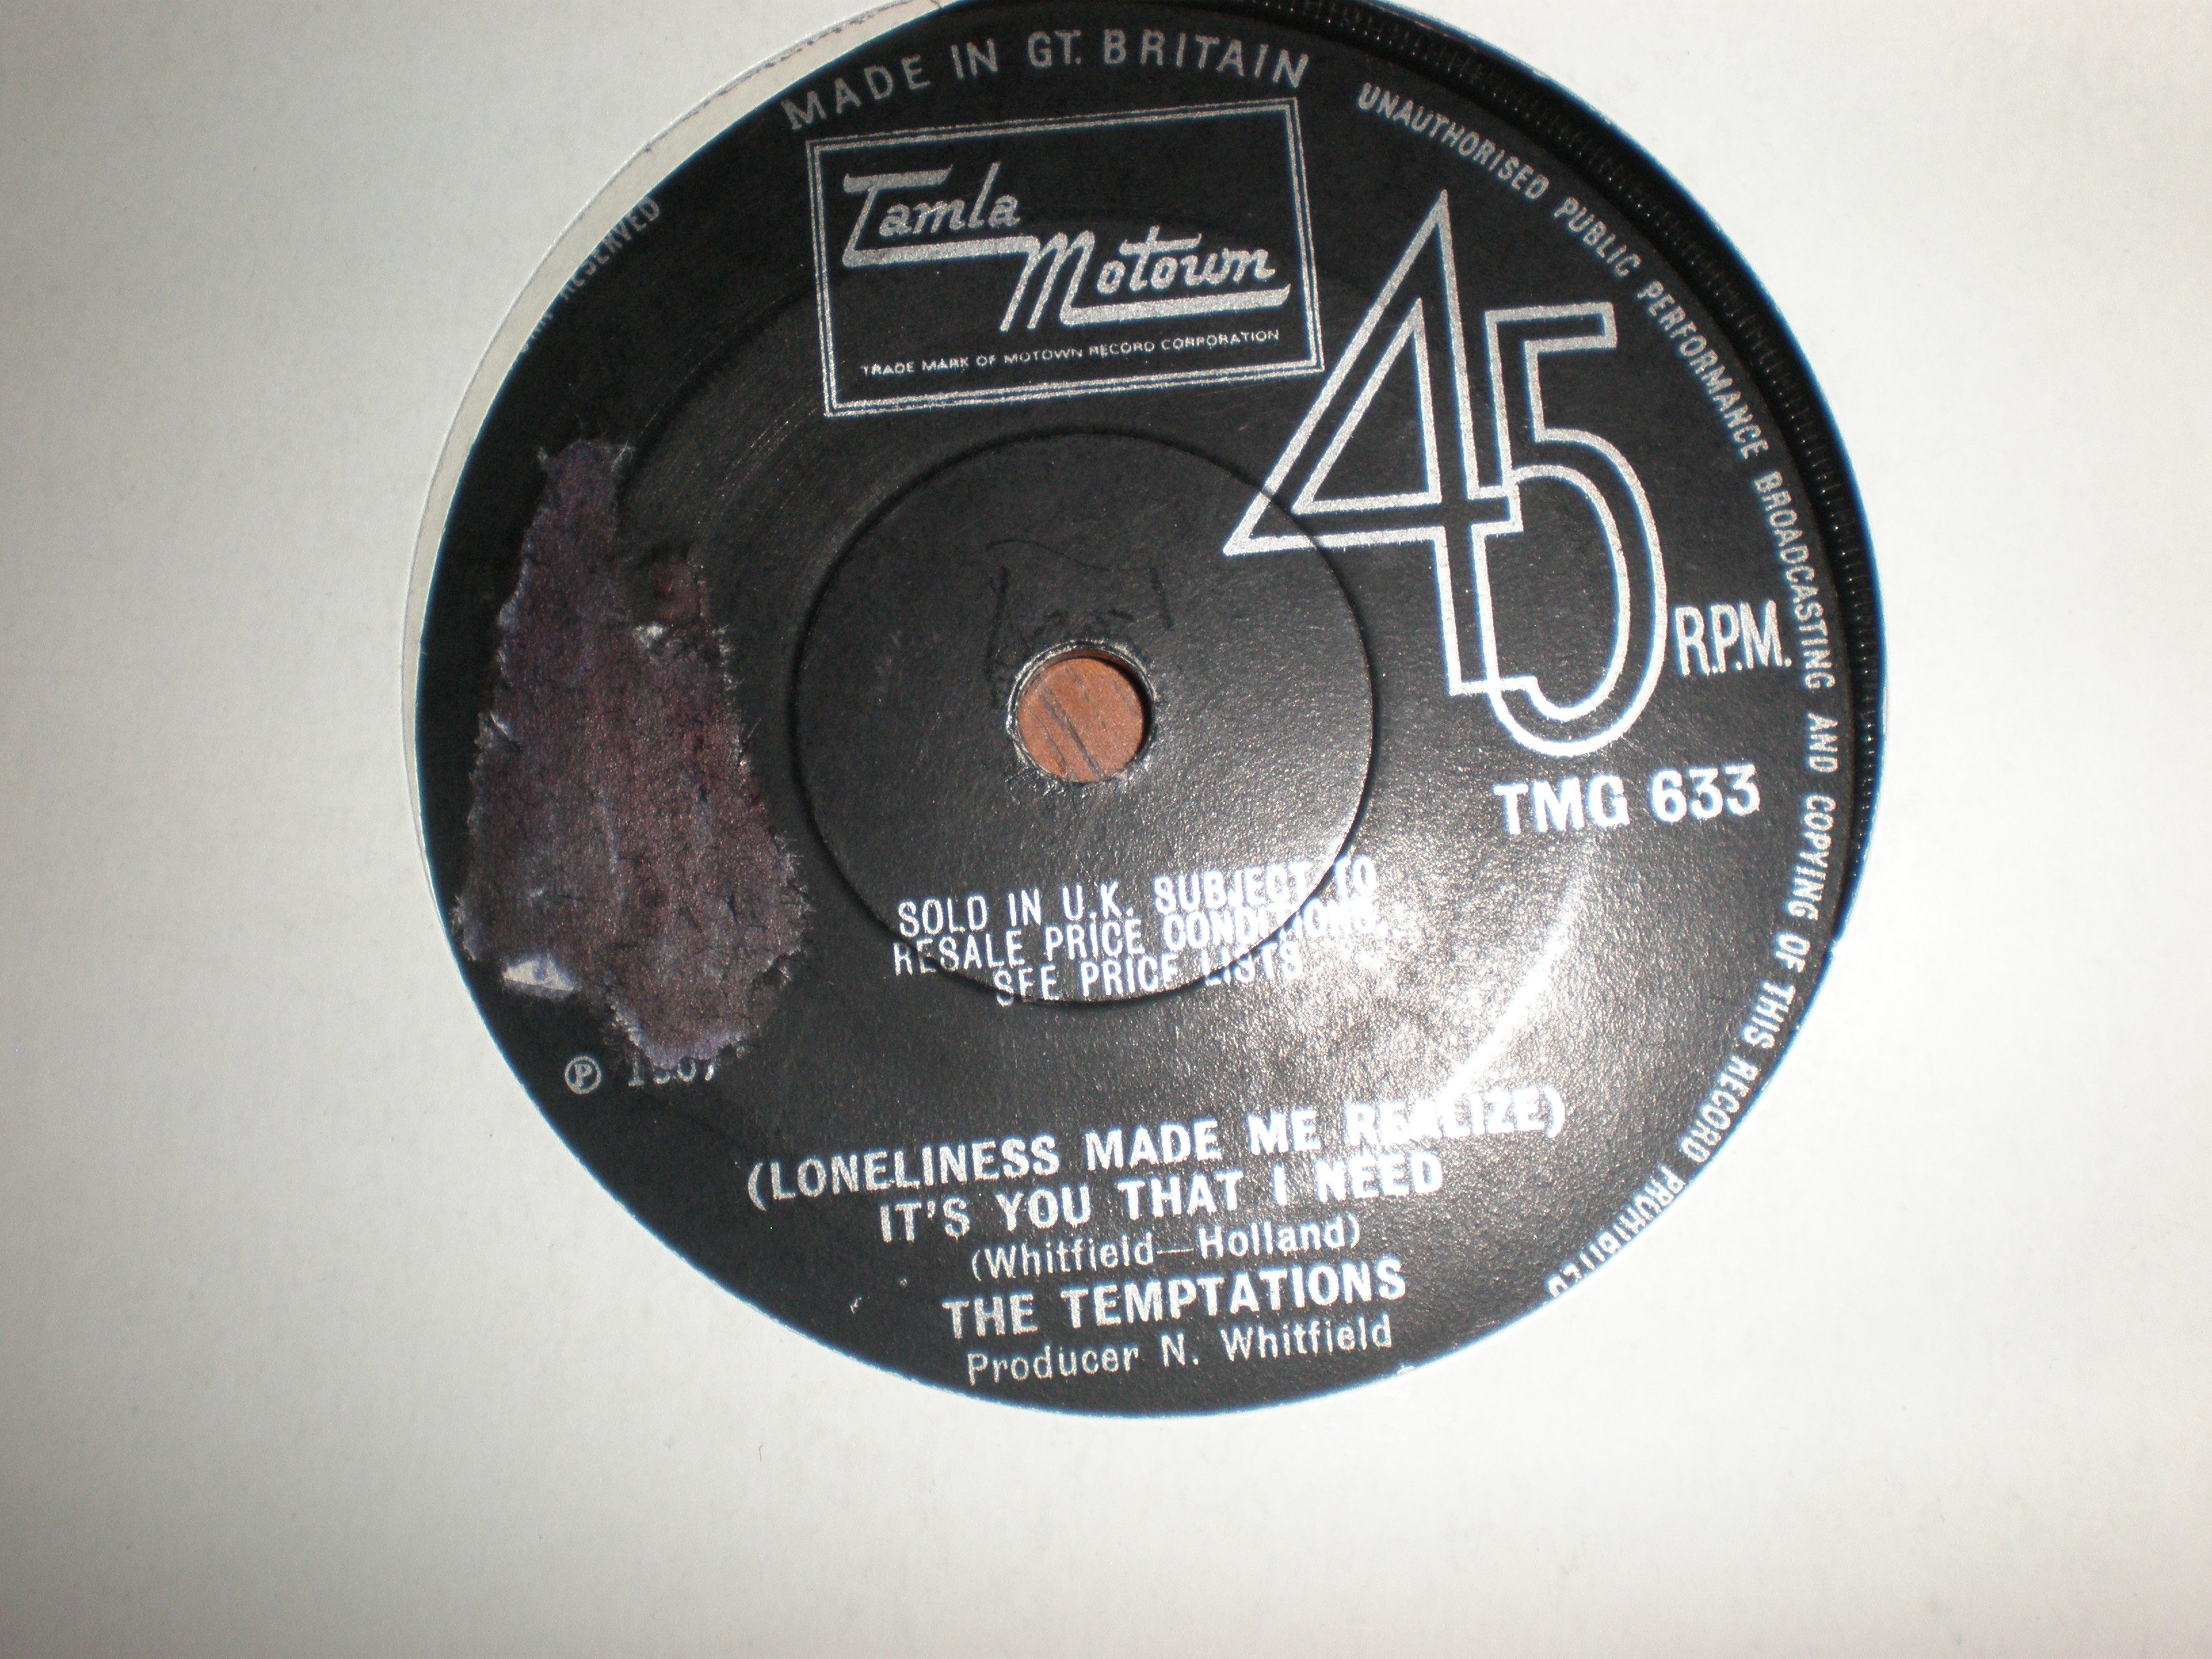 MADE IN GT. BRITAIN
UNAUTHORISED PUBLIC PERFORMANCE BROADCASTING AND COPYING OF THIS RECORD PROHIBITED
RESERVED
Tamla
Motown
TRADE MARK OF MOTOWN RECORD CORPORATION
45
R.P.M.
TMG 633
SOLD IN U.K. SUBJECT TO
RESALE PRICE CONDITIONS,
SEE PRICE LISTS
℗
(LONELINESS MADE ME REALIZE)
IT'S YOU THAT I NEED
(Whitfield—Holland)
THE TEMPTATIONS
Producer N. Whitfield